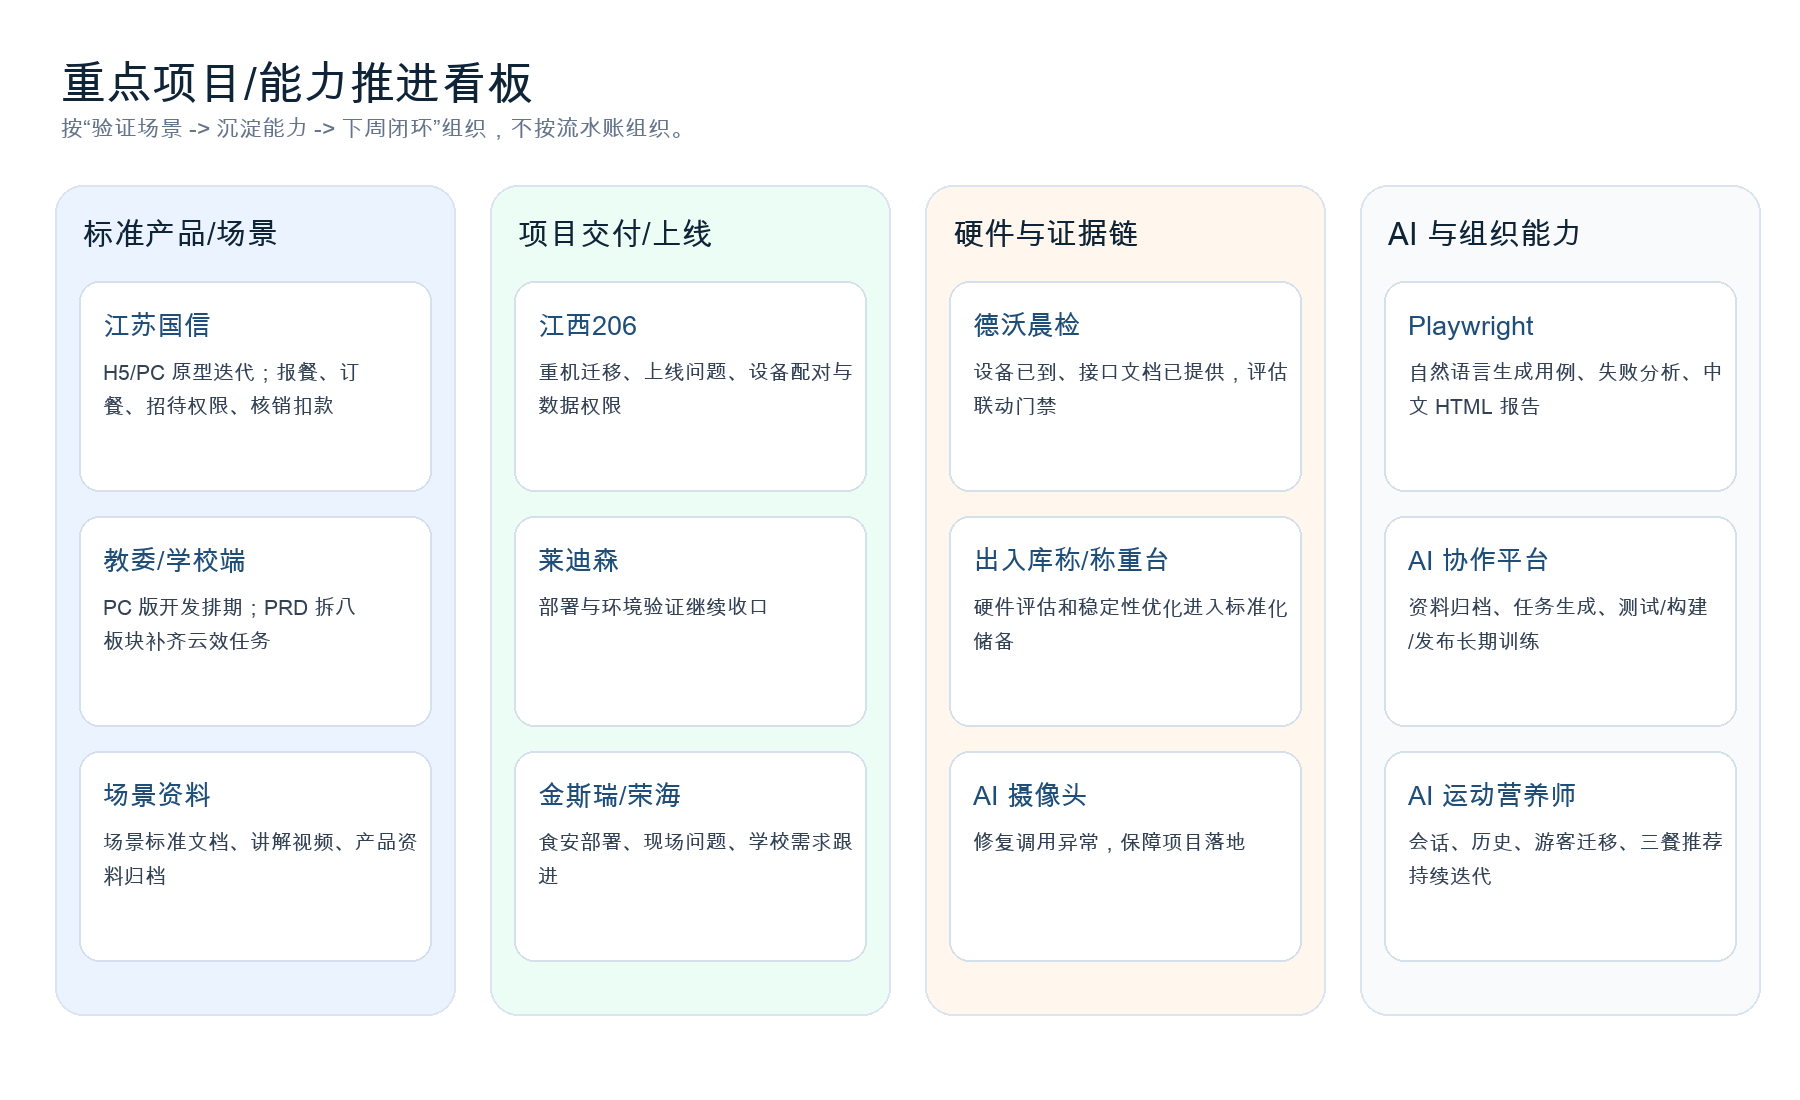 重点项目/能力推进看板
按“验证场景 -> 沉淀能力 -> 下周闭环”组织，不按流水账组织。
标准产品/场景
江苏国信
H5/PC 原型迭代；报餐、订
餐、招待权限、核销扣款
教委/学校端
PC 版开发排期；PRD 拆八
板块补齐云效任务
场景资料
场景标准文档、讲解视频、产品资
料归档
项目交付/上线
江西206
重机迁移、上线问题、设备配对与
数据权限
莱迪森
部署与环境验证继续收口
金斯瑞/荣海
食安部署、现场问题、学校需求跟
进
硬件与证据链
德沃晨检
设备已到、接口文档已提供，评估
联动门禁
出入库称/称重台
硬件评估和稳定性优化进入标准化
储备
AI 摄像头
修复调用异常，保障项目落地
AI 与组织能力
Playwright
自然语言生成用例、失败分析、中
文 HTML 报告
AI 协作平台
资料归档、任务生成、测试/构建
/发布长期训练
AI 运动营养师
会话、历史、游客迁移、三餐推荐
持续迭代